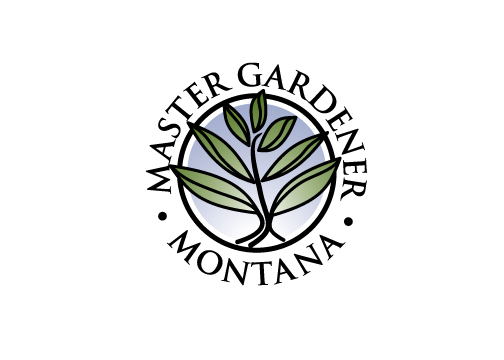 MASTER GARDENER
• MONTANA •